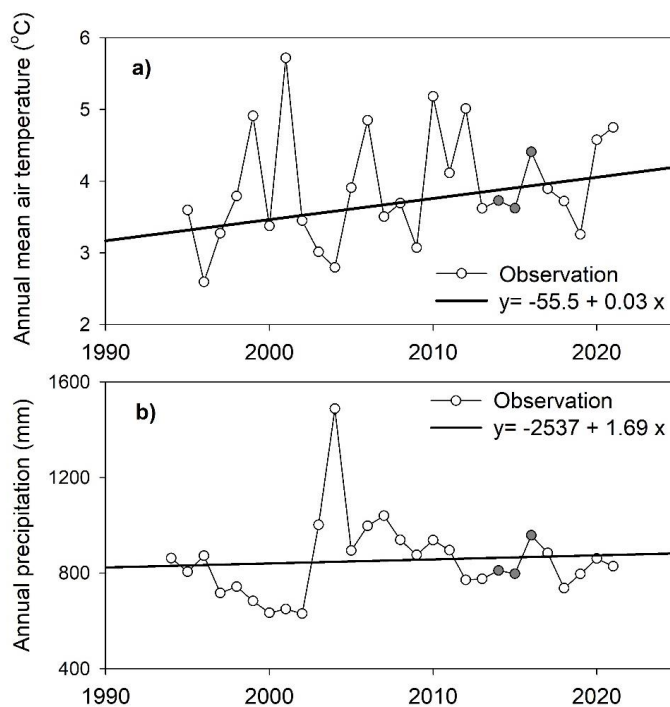 Annual mean air temperature (°C)
6
5
4
3
2
a)
Observation
y= -55.5 + 0.03 x
1990
2000
2010
2020
Annual precipitation (mm)
1600
1200
800
400
b)
Observation
y= -2537 + 1.69 x
1990
2000
2010
2020